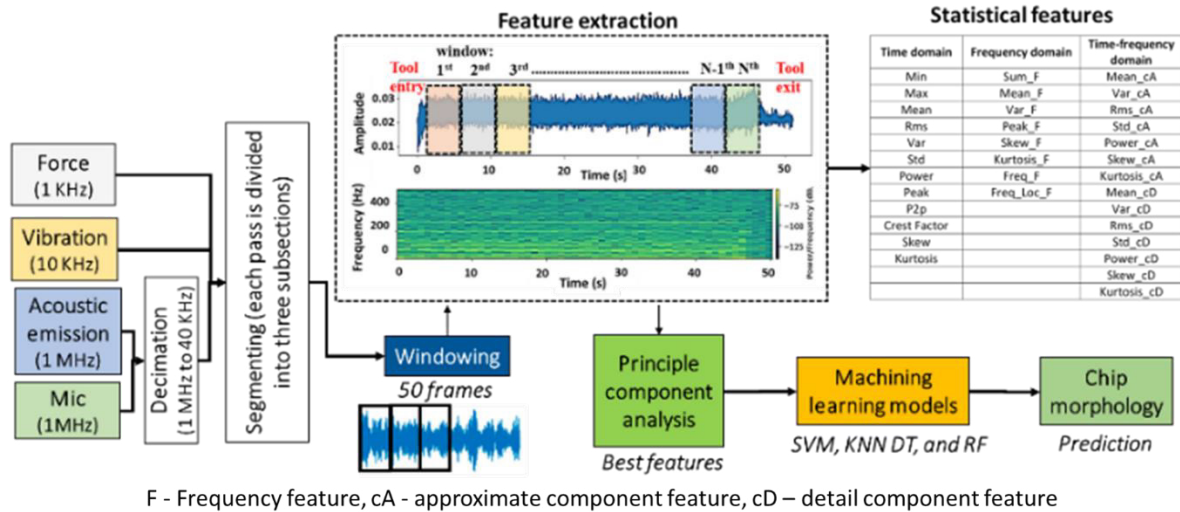 Feature extraction
Statistical features
window:
Tool entry
1st 2nd 3rd
N-1th Nth
Tool exit
Amplitude
0.03
0.02
0.01
0 10 20 30 40 50
Time (s)
Frequency (Hz)
400
200
0
0 10 20 30 40 50
Time (s)
−75
−100
−125
Power/frequency (dB.
Time domain Frequency domain Time-frequency domain
Min Sum_F Mean_cA
Max Mean_F Var_cA
Mean Var_F Rms_cA
Rms Peak_F Std_cA
Var Skew_F Power_cA
Std Kurtosis_F Skew_cA
Power Freq_F Kurtosis_cA
Peak Freq_Loc_F Mean_cD
P2p Var_cD
Crest Factor Rms_cD
Skew Std_cD
Kurtosis Power_cD
Skew_cD
Kurtosis_cD
Force
(1 KHz)
Vibration
(10 KHz)
Acoustic
emission
(1 MHz)
Mic
(1MHz)
Decimation
(1 MHz to 40 KHz)
Segmenting (each pass is divided
into three subsections)
Windowing
50 frames
Principle
component
analysis
Best features
Machining
learning models
SVM, KNN DT, and RF
Chip
morphology
Prediction
F - Frequency feature, cA - approximate component feature, cD – detail component feature